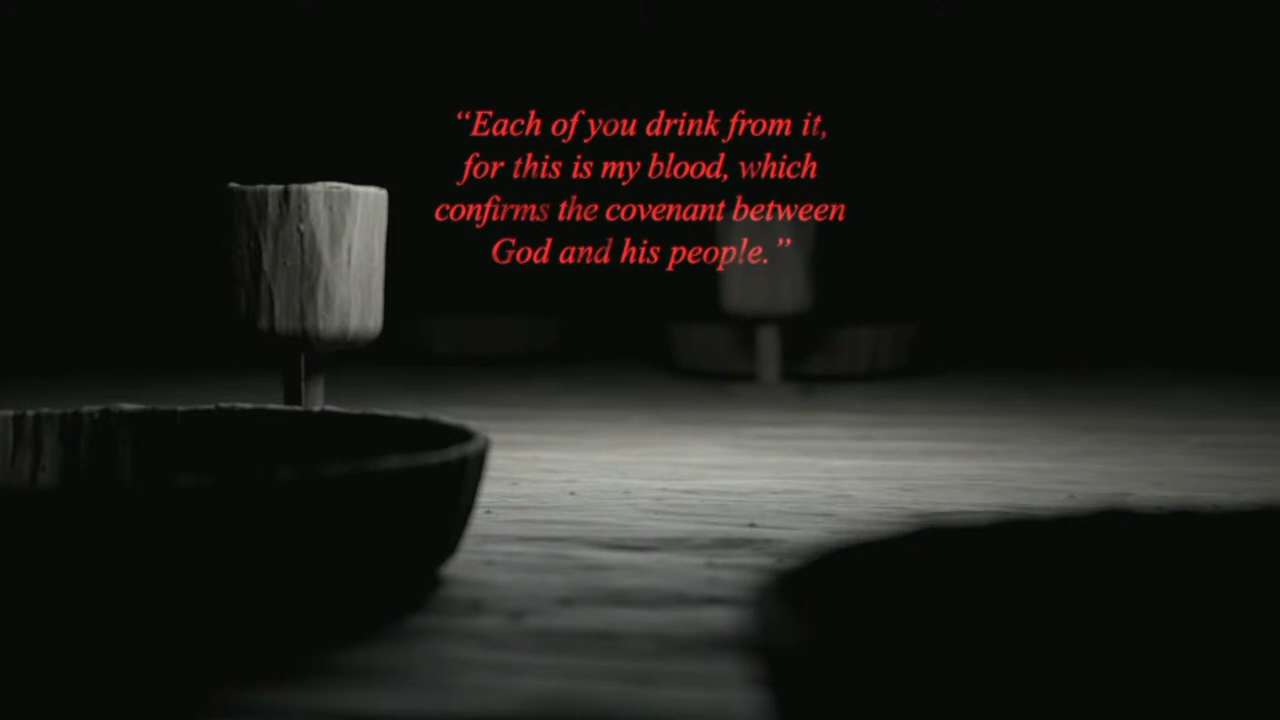 “Each of you drink from it,
for this is my blood, which
confirms the covenant between
God and his people.”